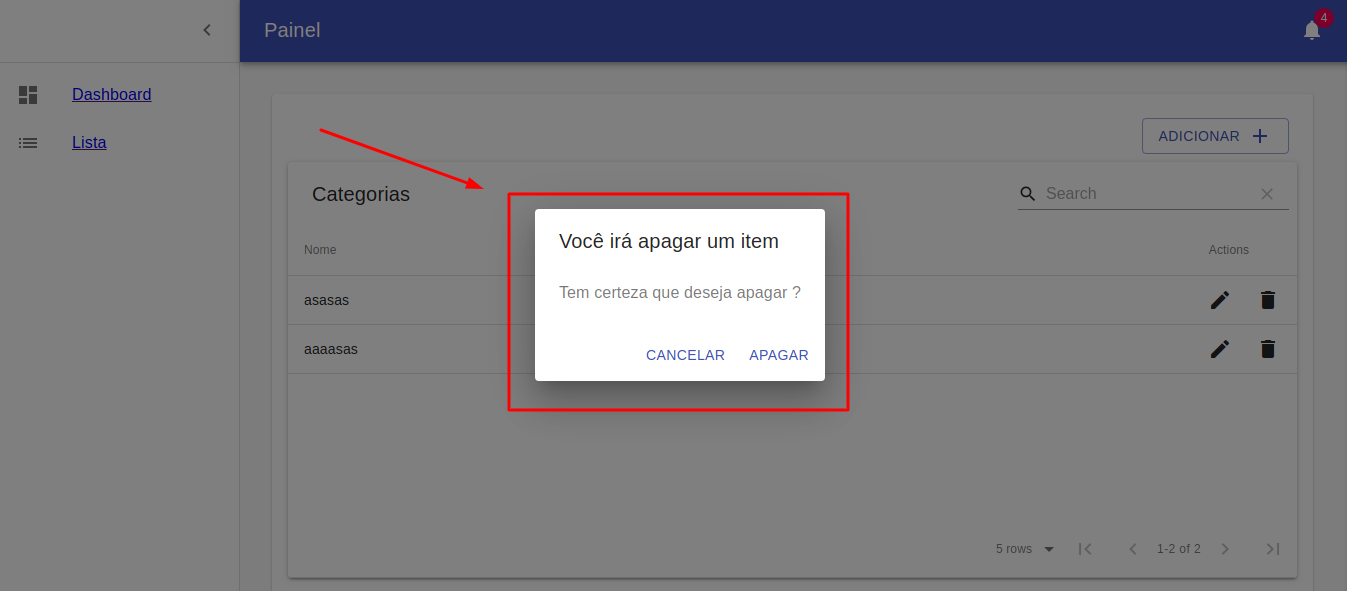 Painel
4
Dashboard
Lista
ADICIONAR
Categorias
Search
Nome
Actions
asasas
aaaasas
Você irá apagar um item
Tem certeza que deseja apagar ?
CANCELAR APAGAR
5 rows
1-2 of 2